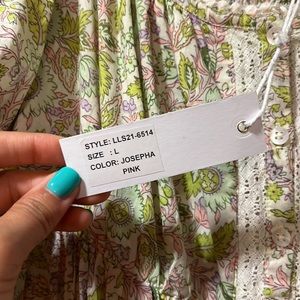 STYLE: LLS21-6514
SIZE : L
COLOR: JOSEPHA
PINK